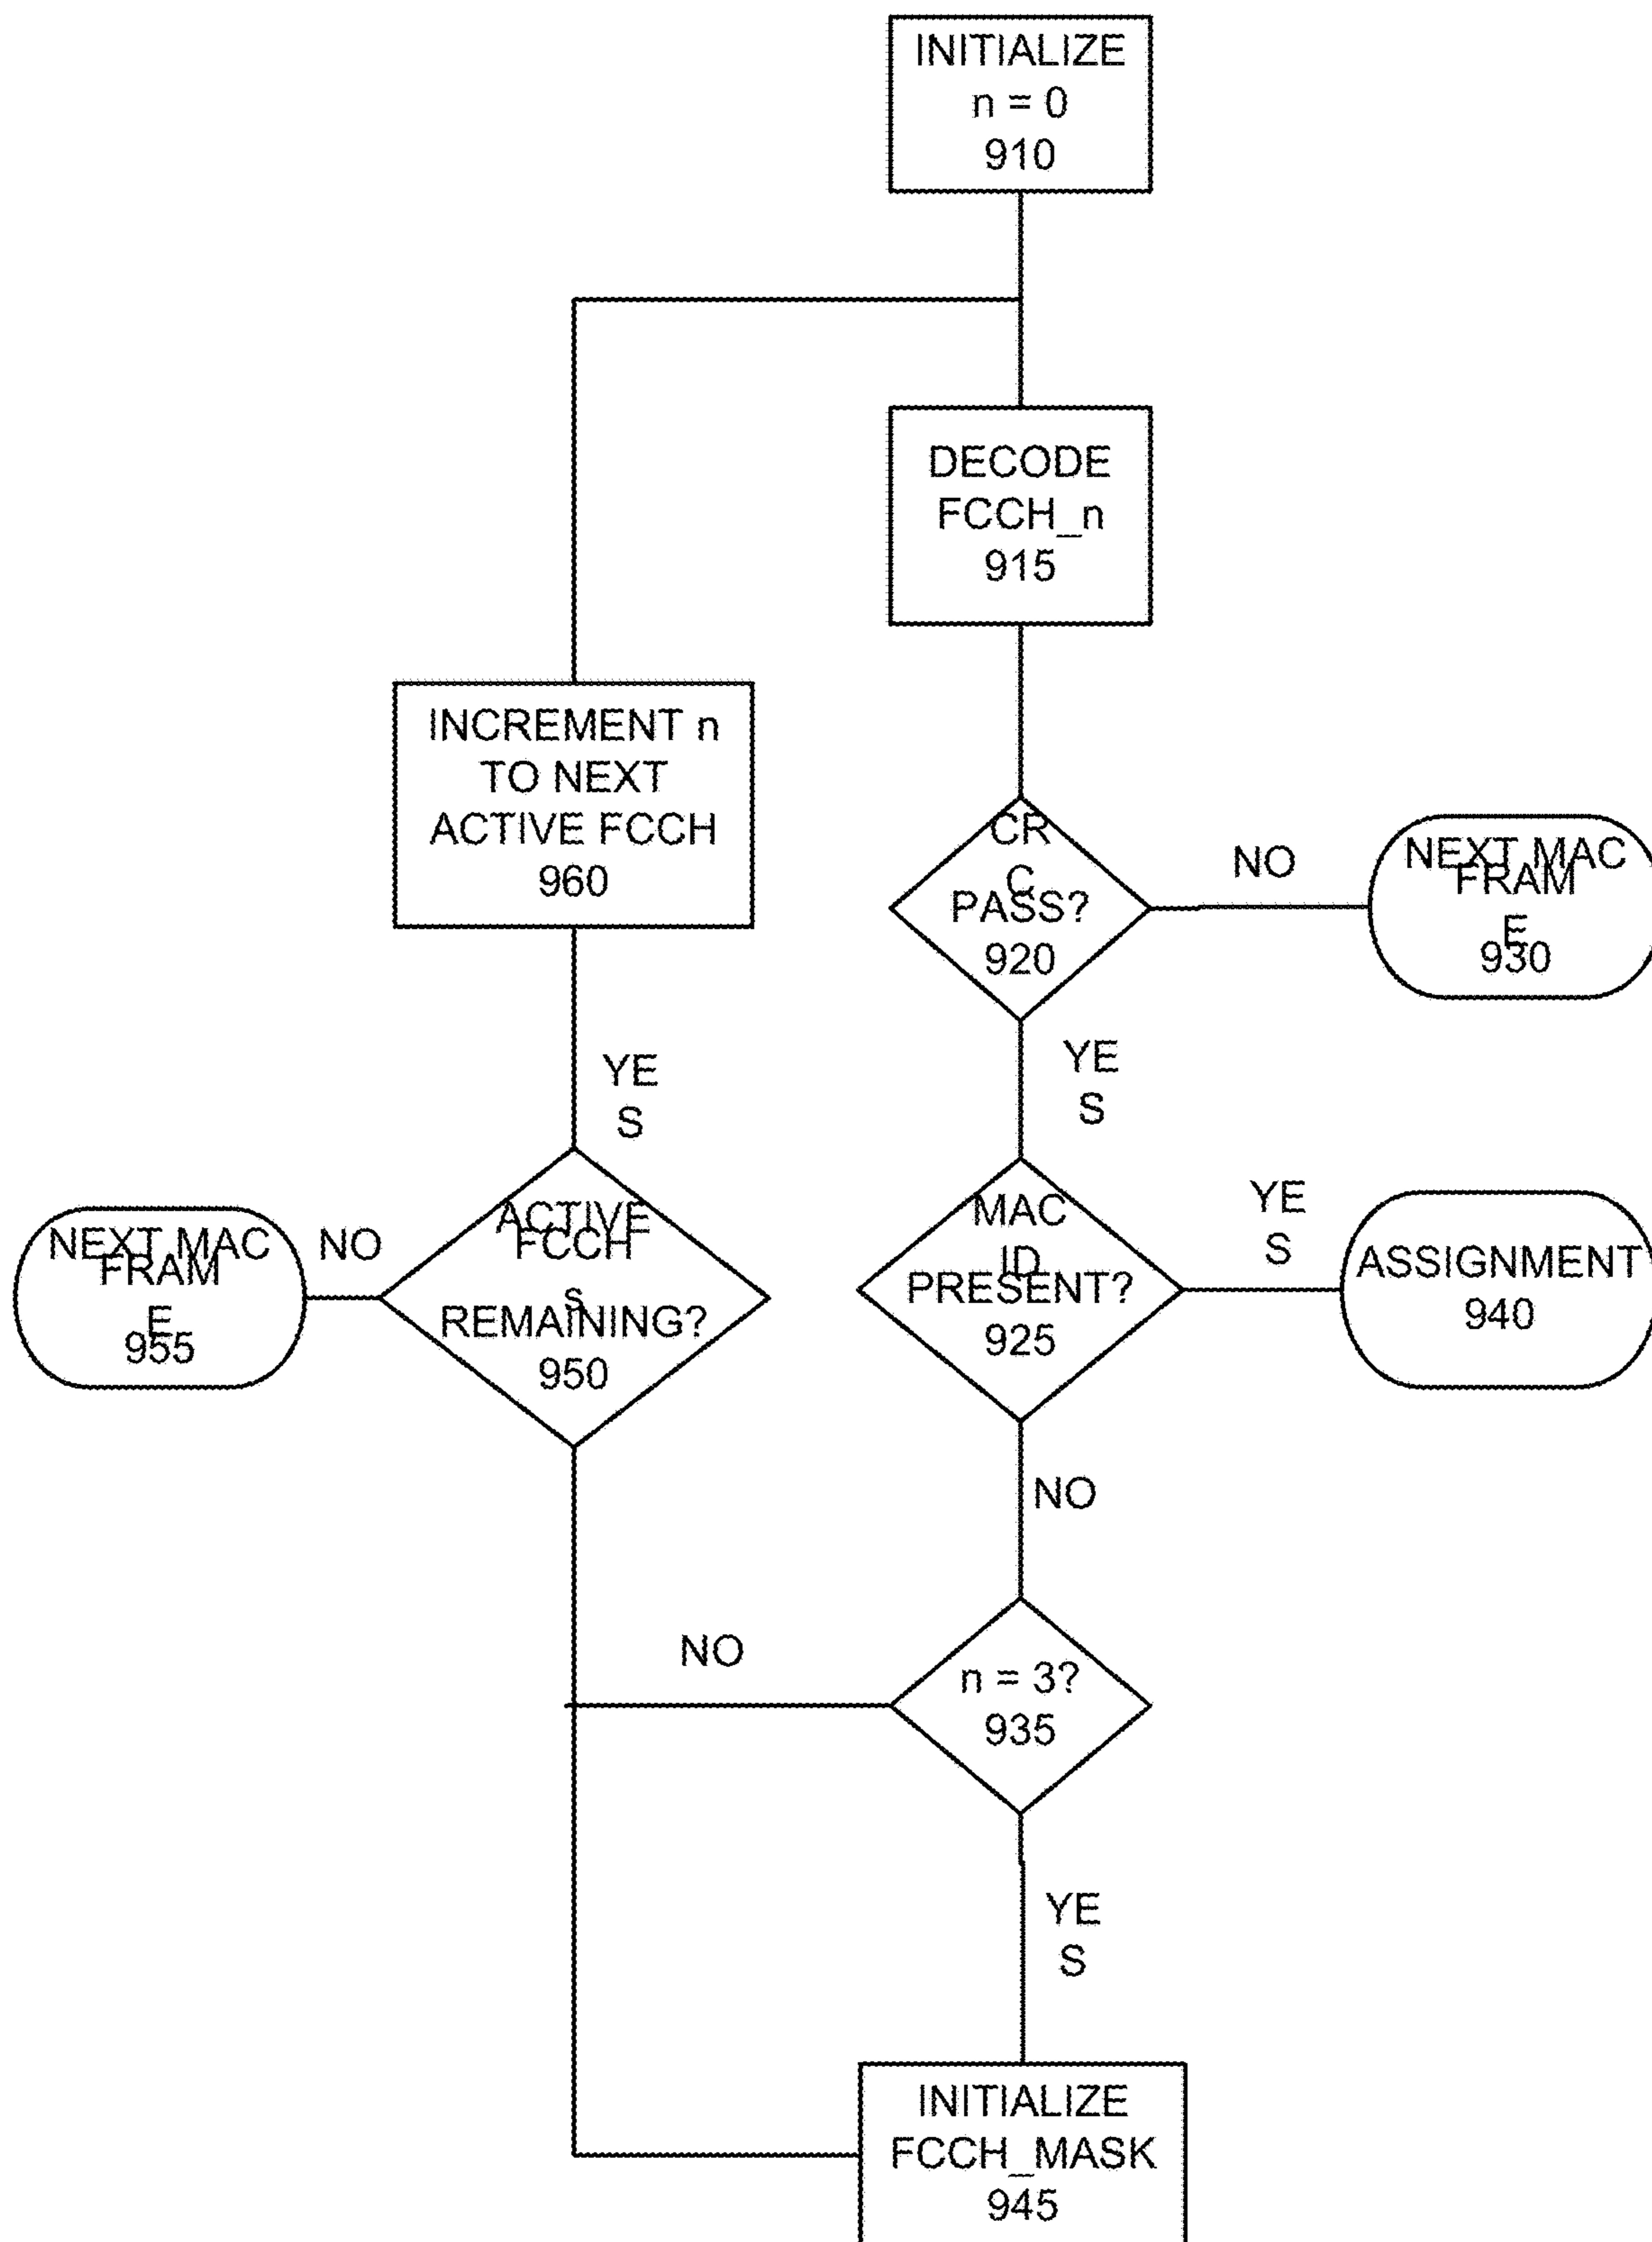 INITIALIZE
n = 0
910
DECODE
FCCH_n
915
INCREMENT n
TO NEXT
ACTIVE FCCH
960
CR
C
PASS?
920
NO
NEXT MAC
FRAM
E
930
YE
S
YE
S
ACTIVE
FCCH
s
REMAINING?
950
NO
NEXT MAC
FRAM
E
955
MAC
ID
PRESENT?
925
YE
S
ASSIGNMENT
940
NO
n = 3?
935
NO
YE
S
INITIALIZE
FCCH_MASK
945